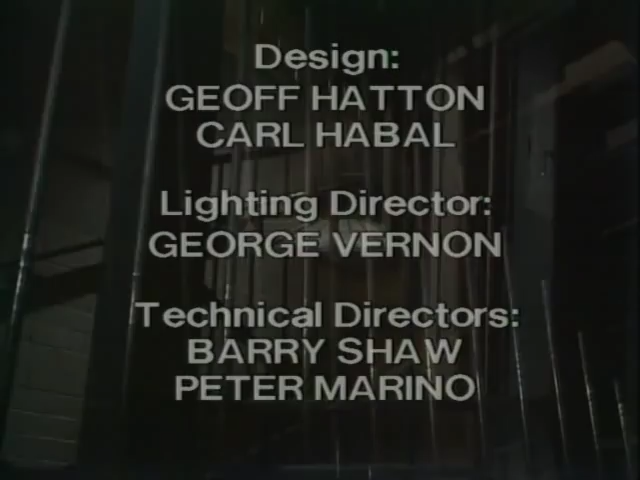 Design:
GEOFF HATTON
CARL HABAL
Lighting Director:
GEORGE VERNON
Technical Directors:
BARRY SHAW
PETER MARINO